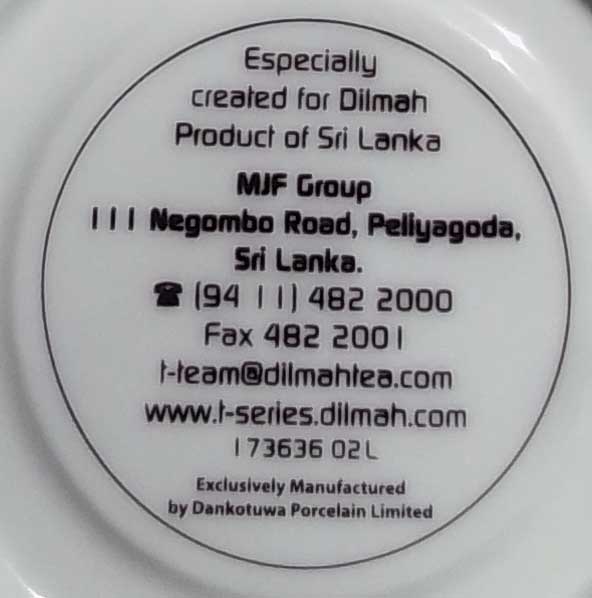 Especially
created for Dilmah
Product of Sri Lanka
MJF Group
111 Negombo Road, Peliyagoda,
Sri Lanka.
☎ (94 11) 482 2000
Fax 482 2001
t-team@dilmahtea.com
www.t-series.dilmah.com
173636 02L
Exclusively Manufactured
by Dankotuwa Porcelain Limited